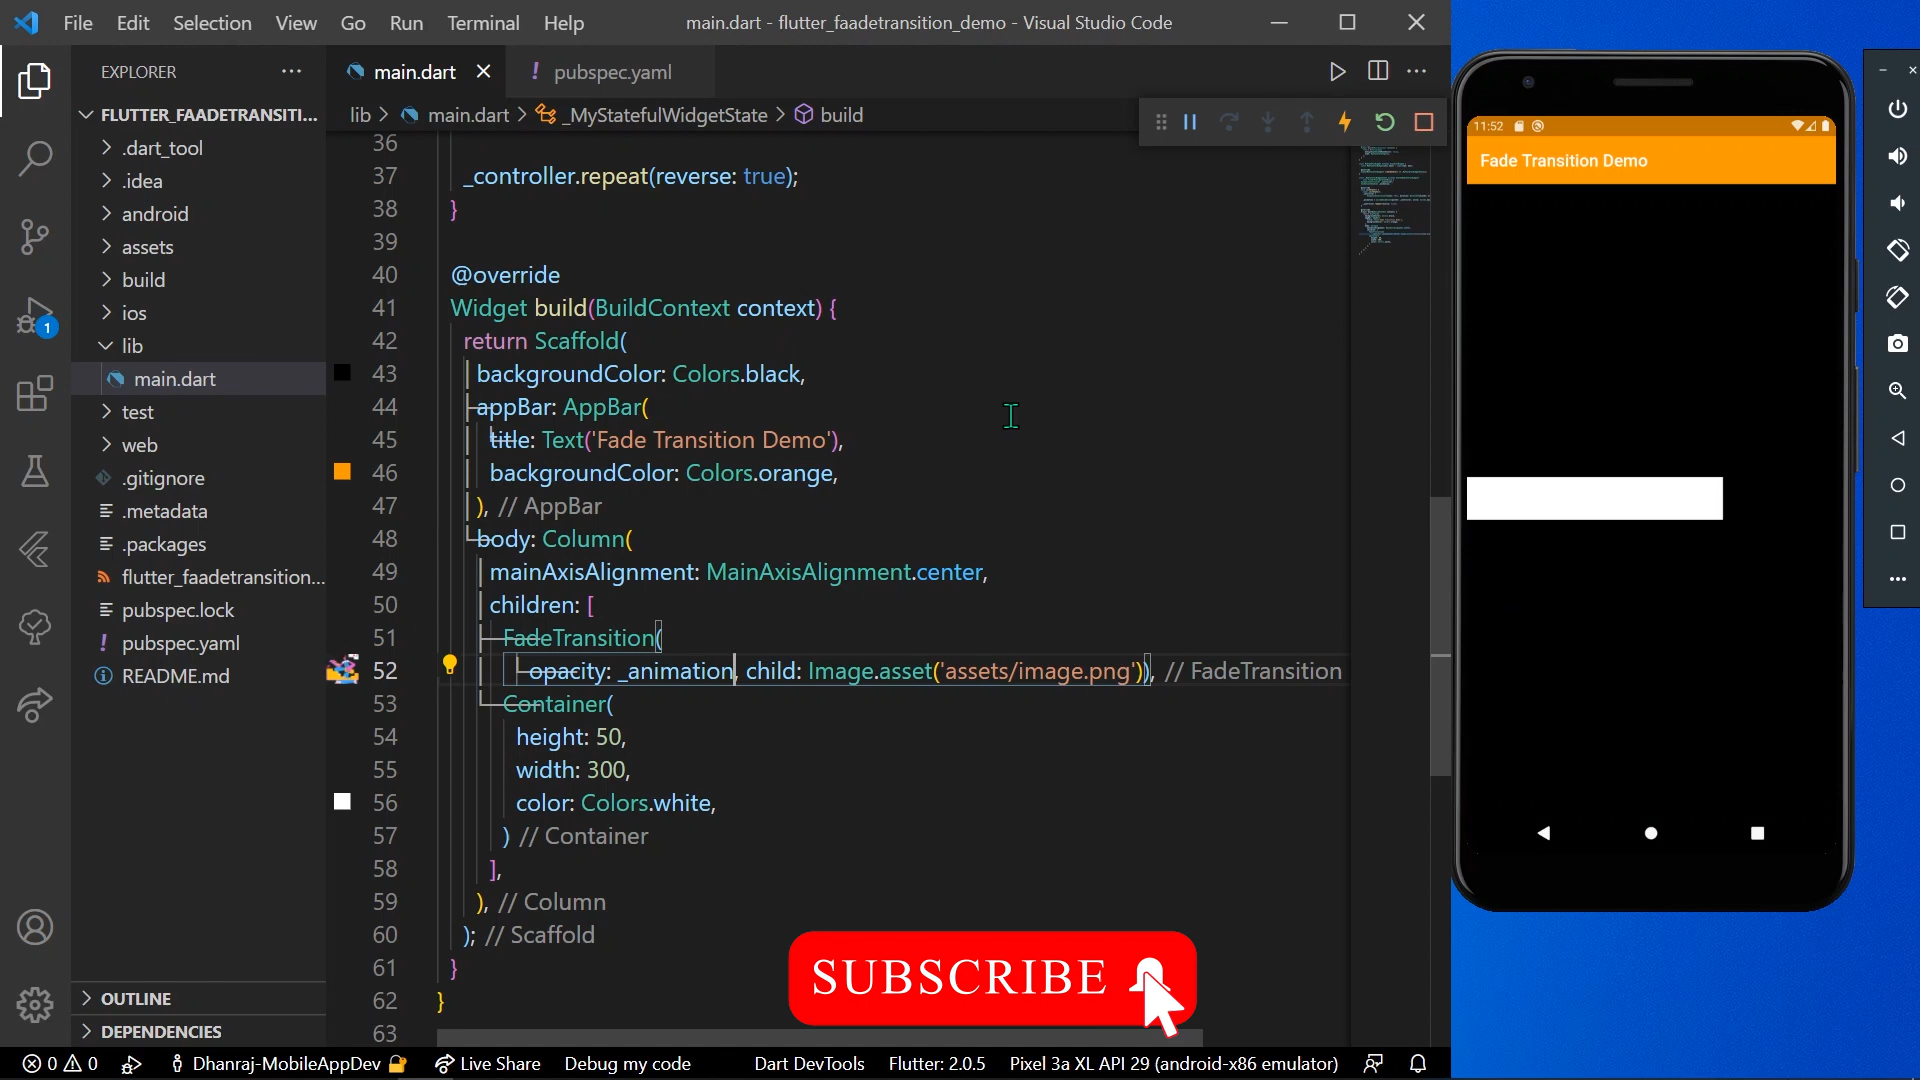 File Edit Selection View Go Run Terminal Help
main.dart - flutter_faadetransition_demo - Visual Studio Code
EXPLORER
main.dart
pubspec.yaml
FLUTTER_FAADETRANSITI...
lib > main.dart > _MyStatefulWidgetState > build
.dart_tool
.idea
android
assets
build
ios
lib
main.dart
test
web
.gitignore
.metadata
.packages
flutter_faadetransition...
pubspec.lock
pubspec.yaml
README.md
OUTLINE
DEPENDENCIES
1
36
37 _controller.repeat(reverse: true);
38 }
39
40 @override
41 Widget build(BuildContext context) {
42 return Scaffold(
43 backgroundColor: Colors.black,
44 appBar: AppBar(
45 title: Text('Fade Transition Demo'),
46 backgroundColor: Colors.orange,
47 ), // AppBar
48 body: Column(
49 mainAxisAlignment: MainAxisAlignment.center,
50 children: [
51 FadeTransition(
52 opacity: _animation, child: Image.asset('assets/image.png')), // FadeTransition
53 Container(
54 height: 50,
55 width: 300,
56 color: Colors.white,
57 ) // Container
58 ],
59 ), // Column
60 ); // Scaffold
61 }
62 }
63
SUBSCRIBE
11:52
Fade Transition Demo
0 0 Dhanraj-MobileAppDev Live Share Debug my code Dart DevTools Flutter: 2.0.5 Pixel 3a XL API 29 (android-x86 emulator)